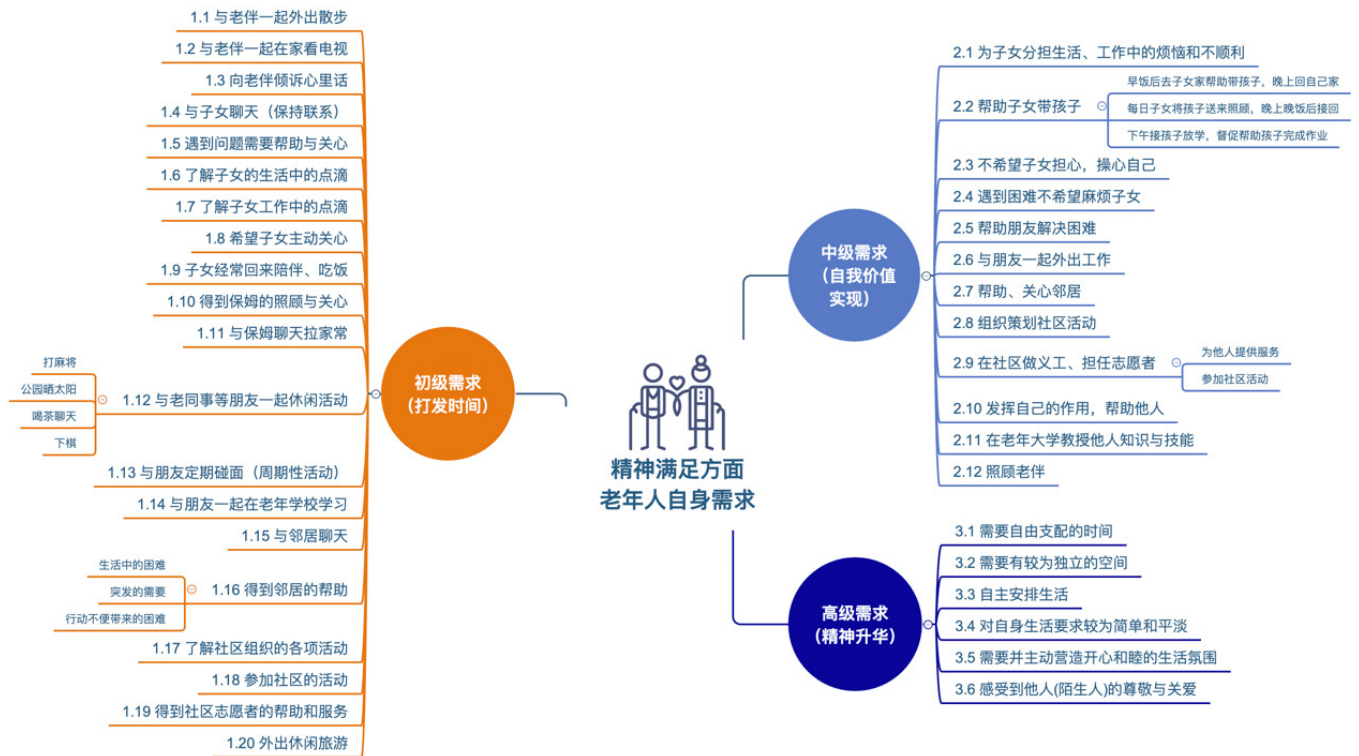 精神满足方面
老年人自身需求
初级需求
（打发时间）
1.1 与老伴一起外出散步
1.2 与老伴一起在家看电视
1.3 向老伴倾诉心里话
1.4 与子女聊天（保持联系）
1.5 遇到问题需要帮助与关心
1.6 了解子女的生活中的点滴
1.7 了解子女工作中的点滴
1.8 希望子女主动关心
1.9 子女经常回来陪伴、吃饭
1.10 得到保姆的照顾与关心
1.11 与保姆聊天拉家常
1.12 与老同事等朋友一起休闲活动
打麻将
公园晒太阳
喝茶聊天
下棋
1.13 与朋友定期碰面（周期性活动）
1.14 与朋友一起在老年学校学习
1.15 与邻居聊天
1.16 得到邻居的帮助
生活中的困难
突发的需要
行动不便带来的困难
1.17 了解社区组织的各项活动
1.18 参加社区的活动
1.19 得到社区志愿者的帮助和服务
1.20 外出休闲旅游
中级需求
（自我价值
实现）
2.1 为子女分担生活、工作中的烦恼和不顺利
2.2 帮助子女带孩子
早饭后去子女家帮助带孩子，晚上回自己家
每日子女将孩子送来照顾，晚上晚饭后接回
下午接孩子放学，督促帮助孩子完成作业
2.3 不希望子女担心，操心自己
2.4 遇到困难不希望麻烦子女
2.5 帮助朋友解决困难
2.6 与朋友一起外出工作
2.7 帮助、关心邻居
2.8 组织策划社区活动
2.9 在社区做义工、担任志愿者
为他人提供服务
参加社区活动
2.10 发挥自己的作用，帮助他人
2.11 在老年大学教授他人知识与技能
2.12 照顾老伴
高级需求
（精神升华）
3.1 需要自由支配的时间
3.2 需要有较为独立的空间
3.3 自主安排生活
3.4 对自身生活要求较为简单和平淡
3.5 需要并主动营造开心和睦的生活氛围
3.6 感受到他人(陌生人)的尊敬与关爱